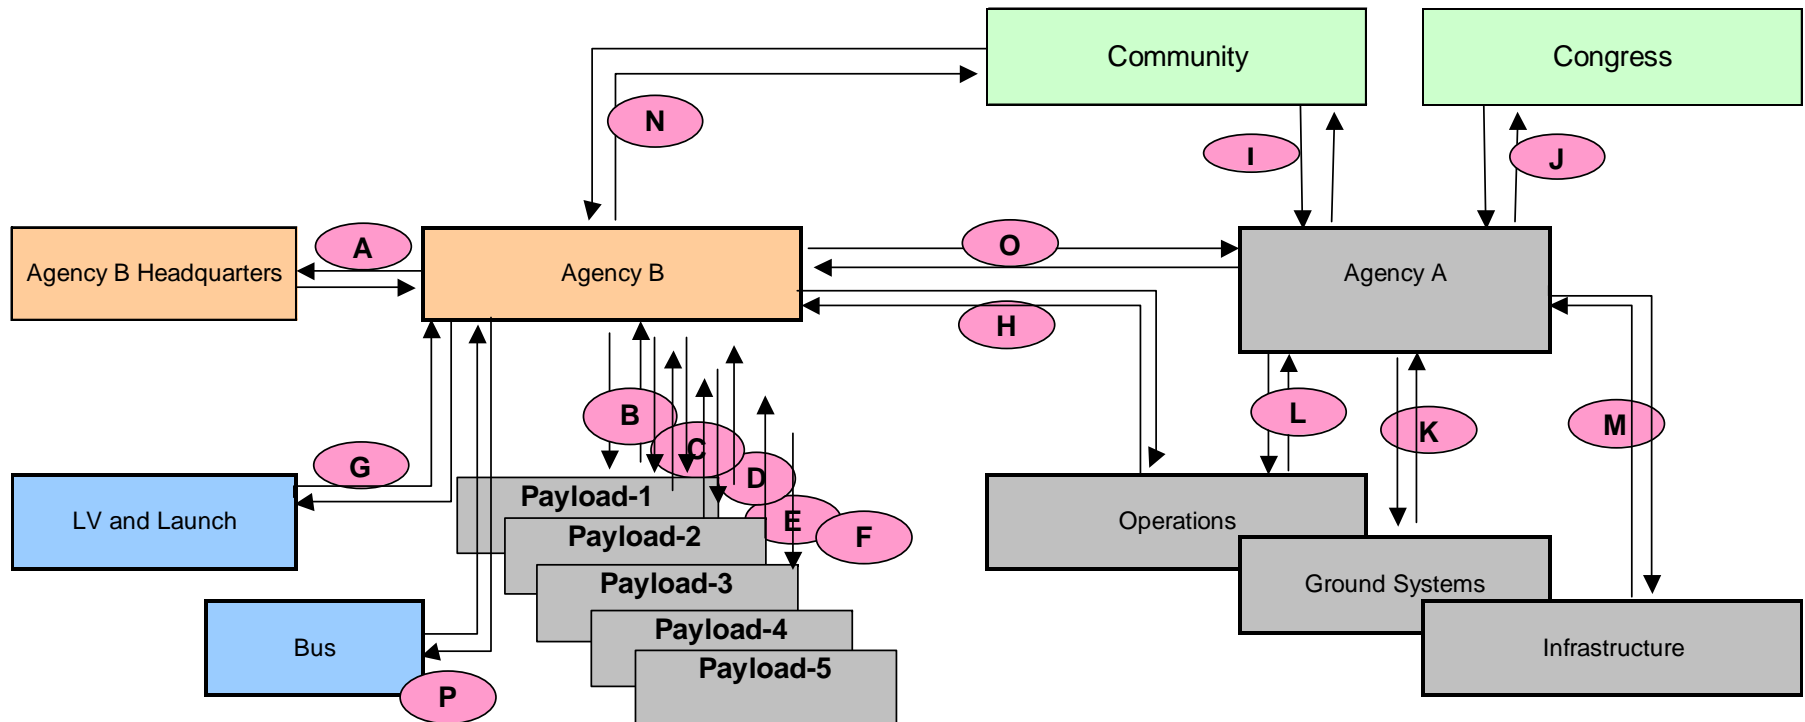 Community
Congress
N
I
J
A
O
Agency B Headquarters
Agency B
Agency A
H
B
L
K
M
C
G
D
Payload-1
E
F
LV and Launch
Operations
Payload-2
Payload-3
Ground Systems
Payload-4
Bus
Infrastructure
Payload-5
P